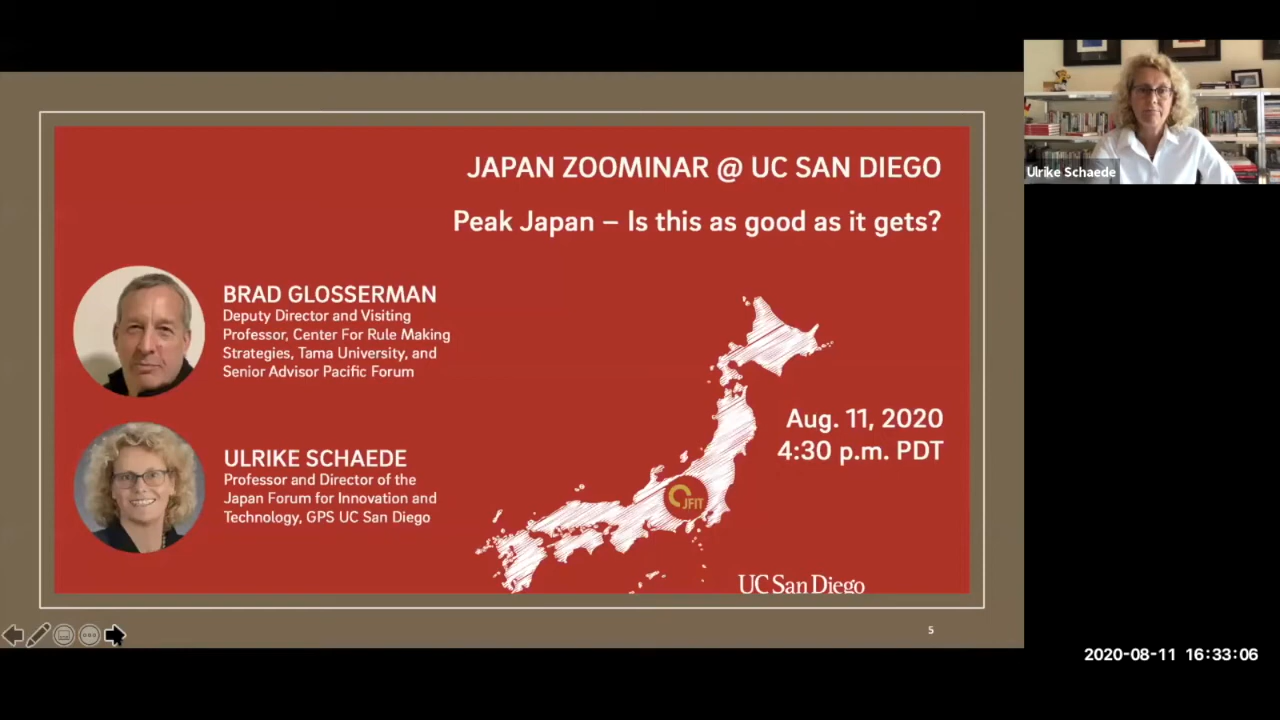 JAPAN ZOOMINAR @ UC SAN DIEGO
Peak Japan – Is this as good as it gets?
BRAD GLOSSERMAN
Deputy Director and Visiting
Professor, Center For Rule Making
Strategies, Tama University, and
Senior Advisor Pacific Forum
ULRIKE SCHAEDE
Professor and Director of the
Japan Forum for Innovation and
Technology, GPS UC San Diego
Aug. 11, 2020
4:30 p.m. PDT
JFIT
UC San Diego
5
Ulrike Schaede
2020-08-11 16:33:06